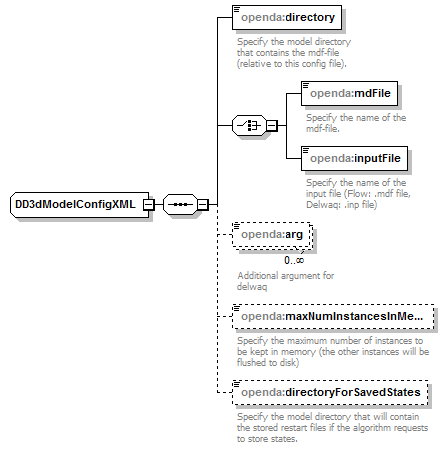 openda:directory
Specify the model directory
that contains the mdf-file
(relative to this config file).
openda:mdFile
Specify the name of the
mdf-file.
openda:inputFile
Specify the name of the
input file (Flow: .mdf file,
Delwaq: .inp file)
DD3dModelConfigXML
openda:arg
0..∞
Additional argument for
delwaq
openda:maxNumInstancesInMe...
Specify the maximum number of instances to
be kept in memory (the other instances will be
flushed to disk)
openda:directoryForSavedStates
Specify the model directory that will contain
the stored restart files if the algorithm requests
to store states.